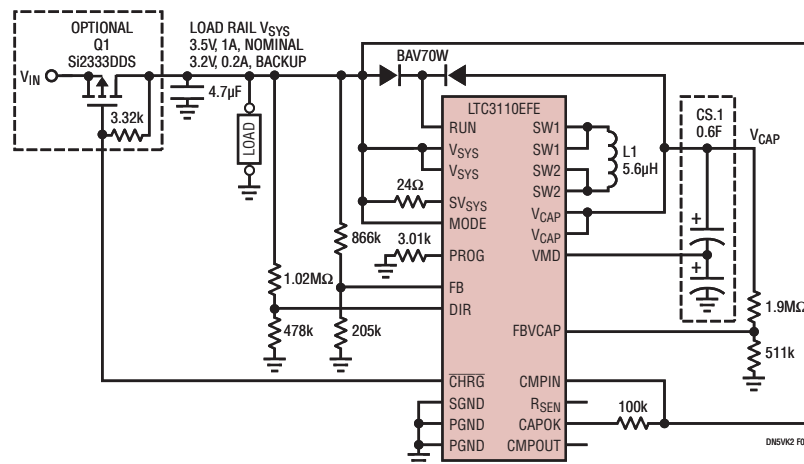 OPTIONAL
Q1
Si2333DDS
LOAD RAIL VSYS
3.5V, 1A, NOMINAL
3.2V, 0.2A, BACKUP
BAV70W
VIN
3.32k
4.7µF
LOAD
LTC3110EFE
RUN
VSYS
VSYS
SVSYS
MODE
PROG
FB
DIR
CHRG
SGND
PGND
PGND
SW1
SW1
SW2
SW2
VCAP
VCAP
VMD
FBVCAP
CMPIN
RSEN
CAPOK
CMPOUT
24Ω
866k
3.01k
1.02MΩ
478k
205k
L1
5.6µH
CS.1
0.6F
VCAP
+
+
1.9MΩ
511k
100k